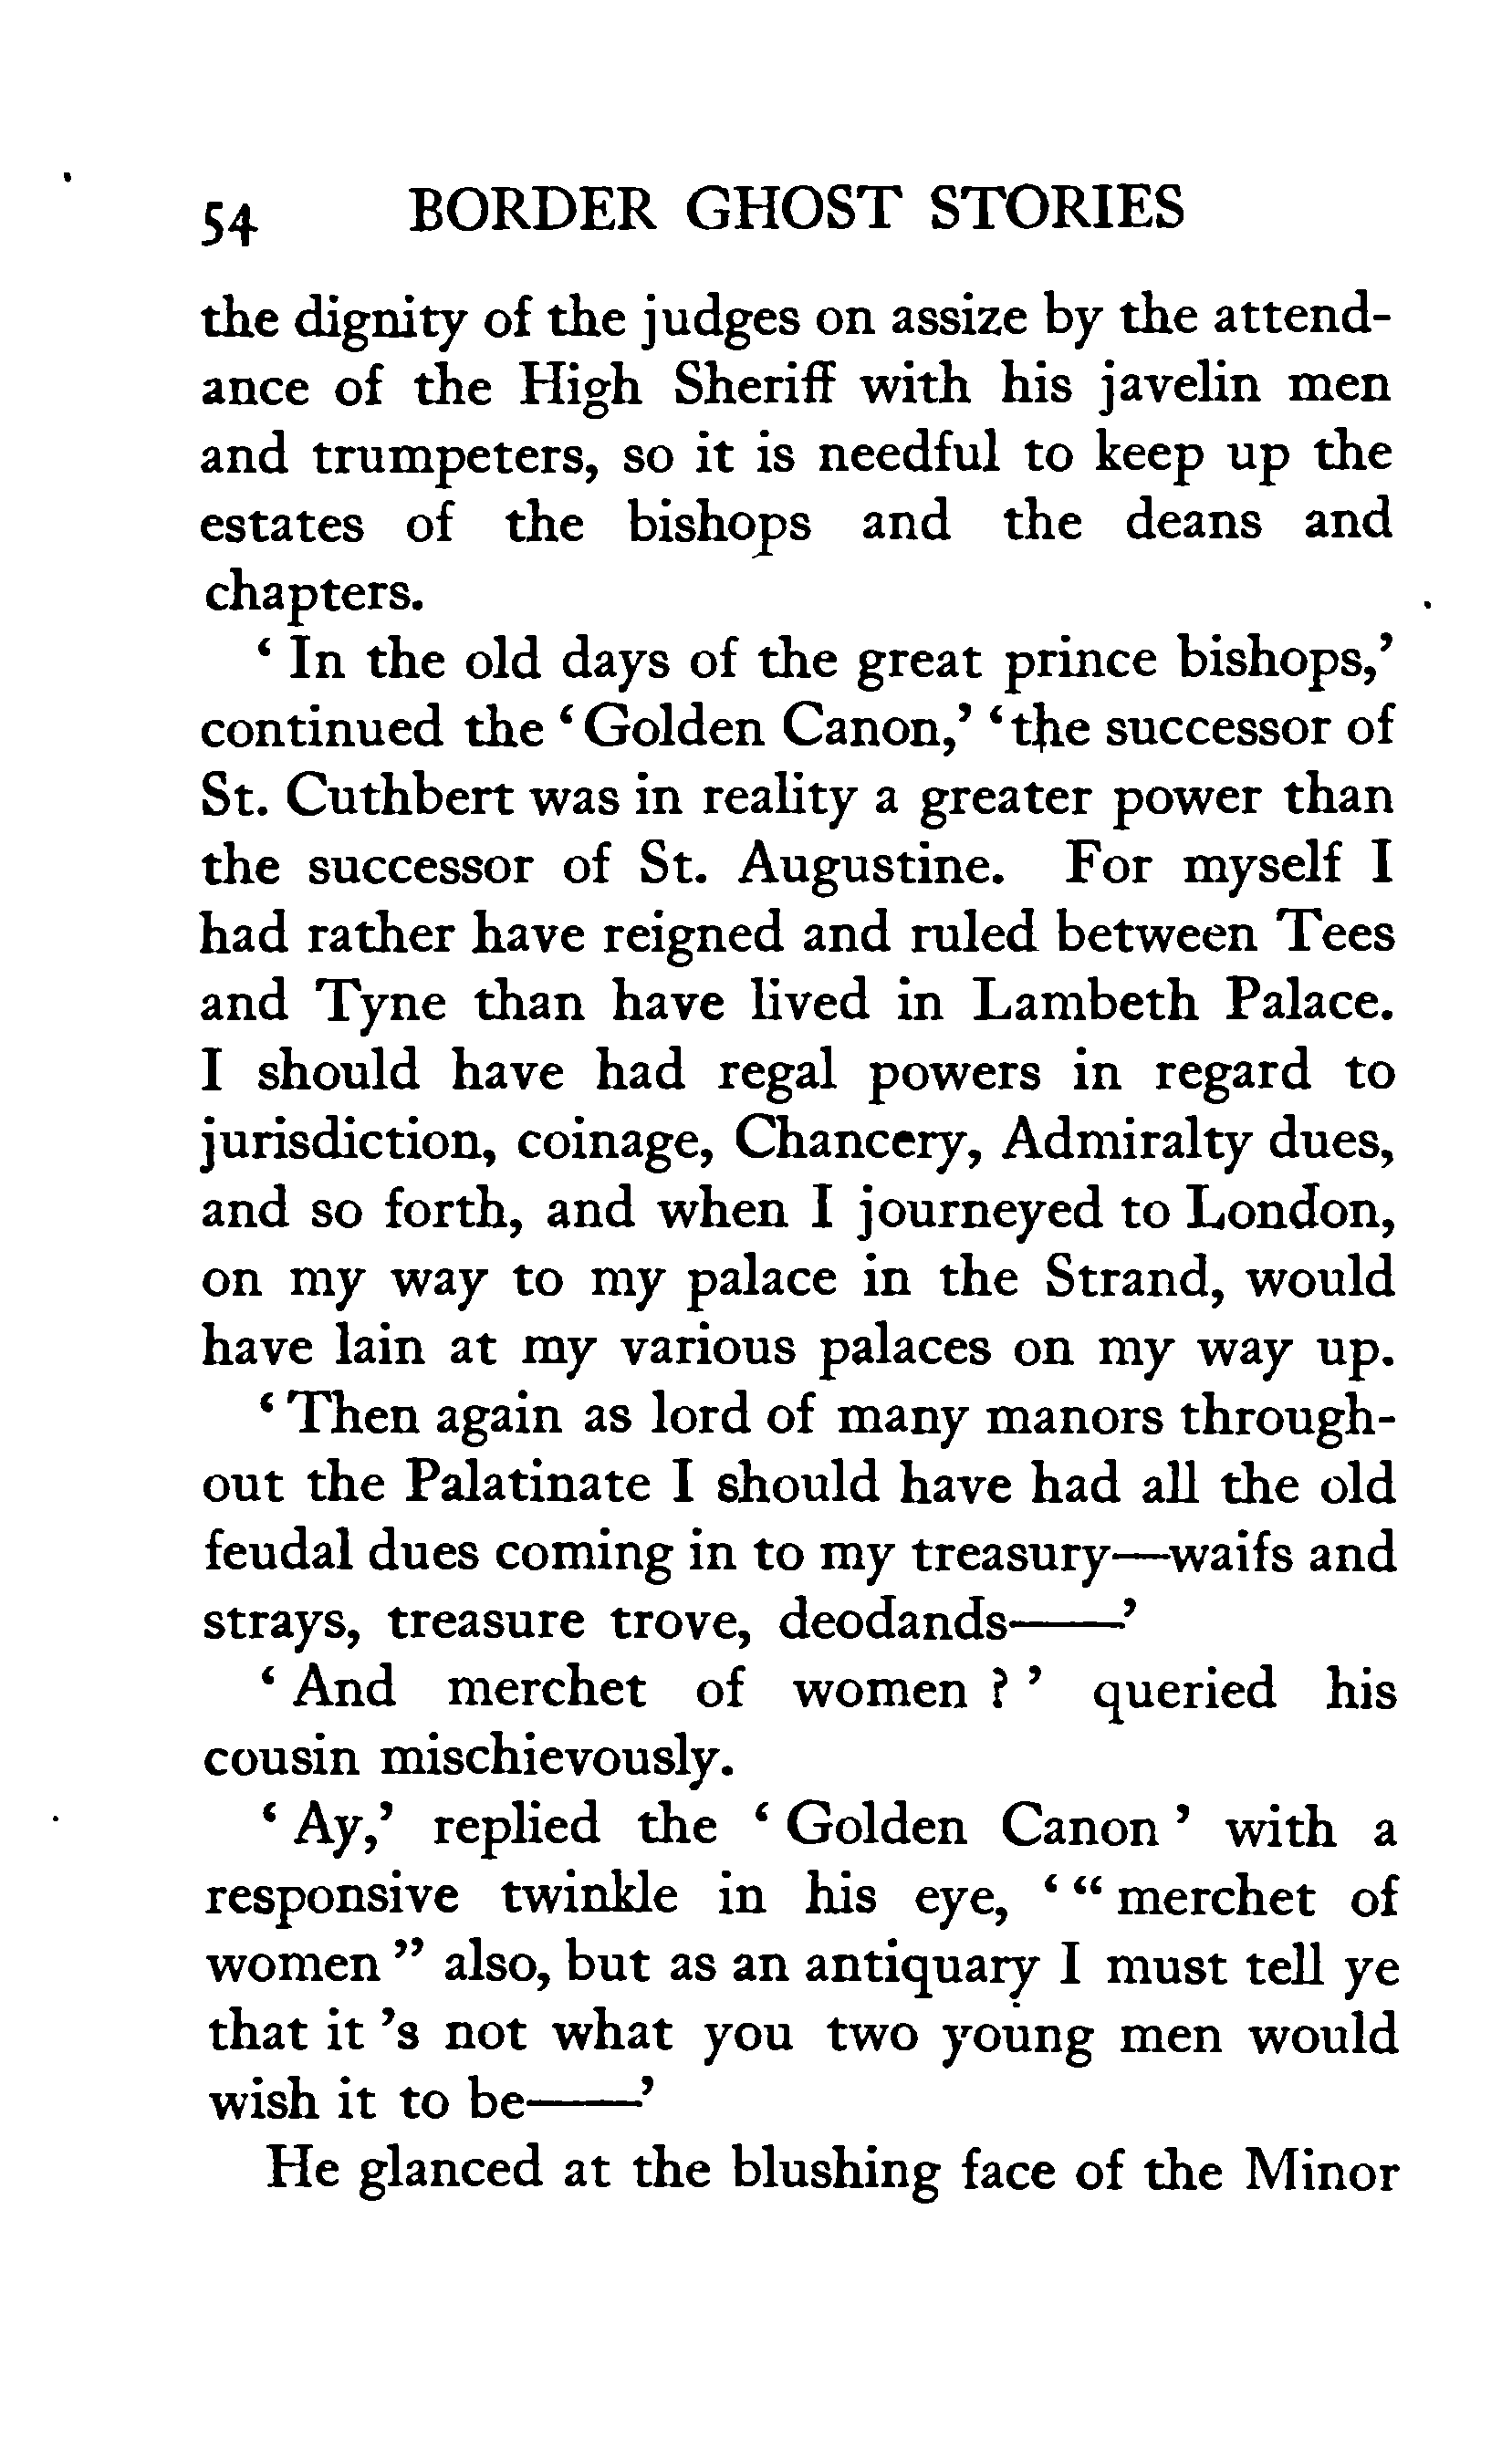 54 BORDER GHOST STORIES
the dignity of the judges on assize by the attend-
ance of the High Sheriff with his javelin men
and trumpeters, so it is needful to keep up the
estates of the bishops and the deans and
chapters.
‘ In the old days of the great prince bishops,’
continued the ‘ Golden Canon,’ ‘ the successor of
St. Cuthbert was in reality a greater power than
the successor of St. Augustine. For myself I
had rather have reigned and ruled between Tees
and Tyne than have lived in Lambeth Palace.
I should have had regal powers in regard to
jurisdiction, coinage, Chancery, Admiralty dues,
and so forth, and when I journeyed to London,
on my way to my palace in the Strand, would
have lain at my various palaces on my way up.
‘ Then again as lord of many manors through-
out the Palatinate I should have had all the old
feudal dues coming in to my treasury—waifs and
strays, treasure trove, deodands——’
‘ And merchet of women ? ’ queried his
cousin mischievously.
‘ Ay,’ replied the ‘ Golden Canon ’ with a
responsive twinkle in his eye, ‘ “ merchet of
women ” also, but as an antiquary I must tell ye
that it ’s not what you two young men would
wish it to be——’
He glanced at the blushing face of the Minor